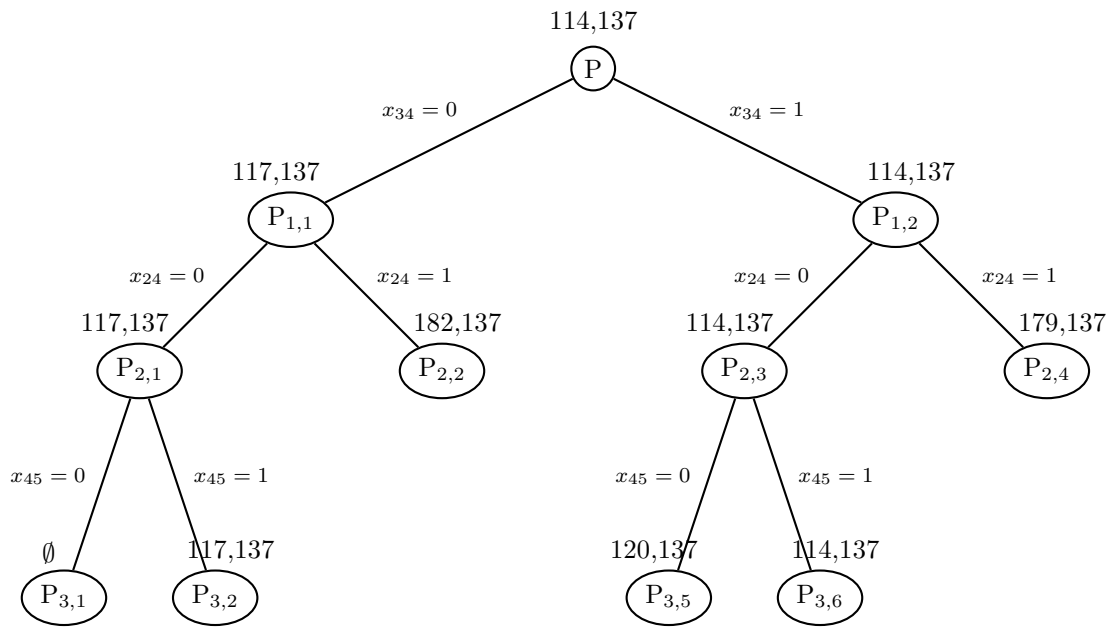 114,137
P
x₃₄ = 0
x₃₄ = 1
117,137
114,137
P₁,₁
P₁,₂
x₂₄ = 0
x₂₄ = 1
x₂₄ = 0
x₂₄ = 1
117,137
182,137
114,137
179,137
P₂,₁
P₂,₂
P₂,₃
P₂,₄
x₄₅ = 0
x₄₅ = 1
x₄₅ = 0
x₄₅ = 1
∅
117,137
120,137
114,137
P₃,₁
P₃,₂
P₃,₅
P₃,₆